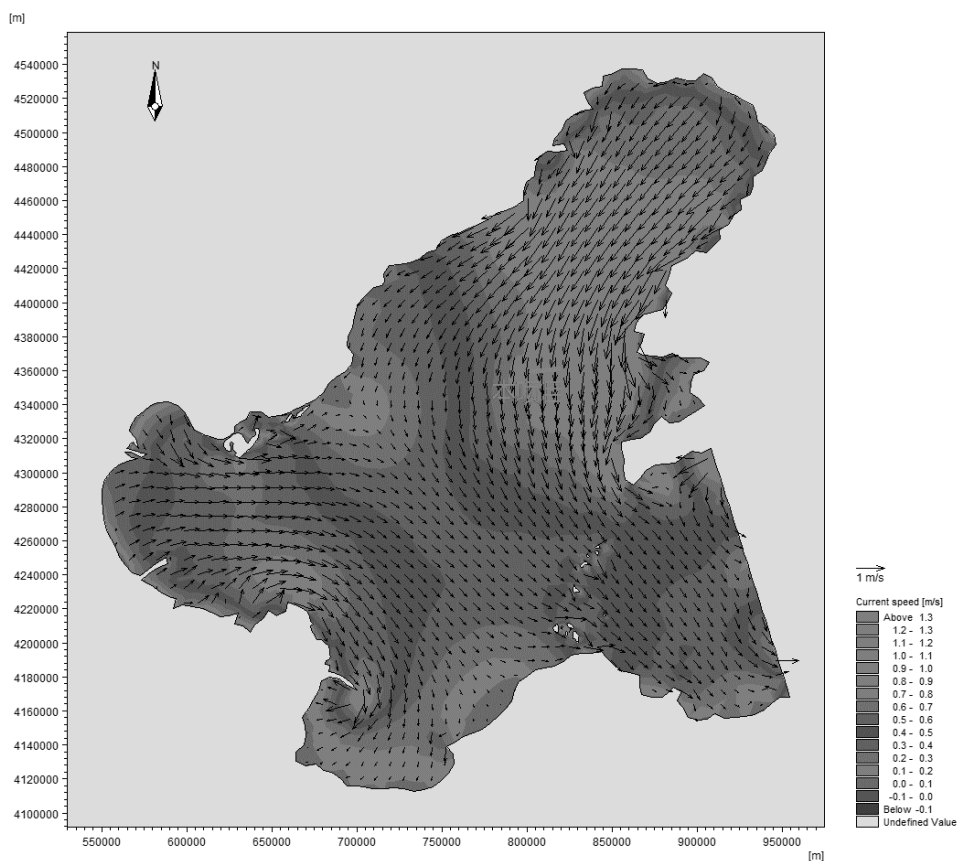 [m]
N
4540000
4520000
4500000
4480000
4460000
4440000
4420000
4400000
4380000
4360000
4340000
4320000
4300000
4280000
4260000
4240000
4220000
4200000
4180000
4160000
4140000
4120000
4100000
550000 600000 650000 700000 750000 800000 850000 900000 950000
[m]
1 m/s
Current speed [m/s]
Above 1.3
1.2 - 1.3
1.1 - 1.2
1.0 - 1.1
0.9 - 1.0
0.8 - 0.9
0.7 - 0.8
0.6 - 0.7
0.5 - 0.6
0.4 - 0.5
0.3 - 0.4
0.2 - 0.3
0.1 - 0.2
0.0 - 0.1
-0.1 - 0.0
Below -0.1
Undefined Value